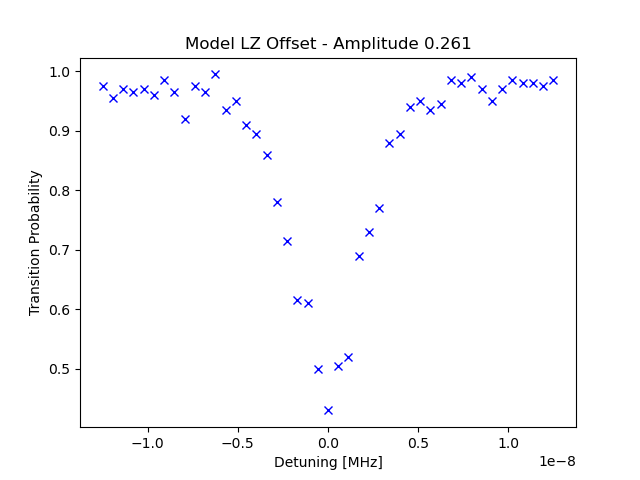 Model LZ Offset - Amplitude 0.261
1.0
0.9
0.8
0.7
0.6
0.5
Transition Probability
−1.0 −0.5 0.0 0.5 1.0
1e−8
Detuning [MHz]